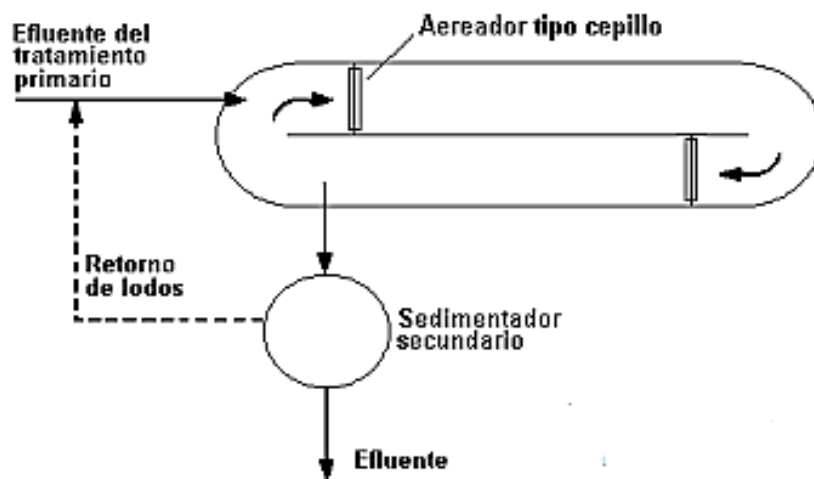 Efluente del
tratamiento
primario
Aereador tipo cepillo
Retorno
de lodos
Sedimentador
secundario
Efluente